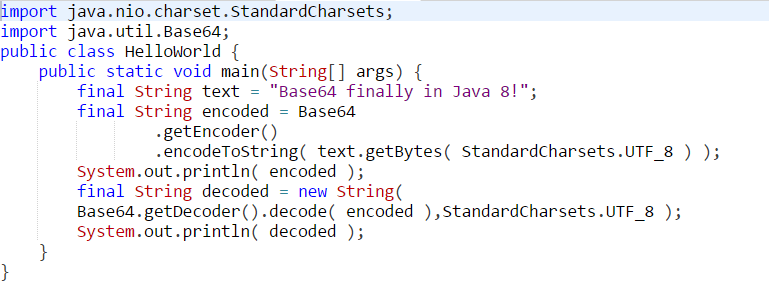 import java.nio.charset.StandardCharsets;
import java.util.Base64;
public class HelloWorld {
    public static void main(String[] args) {
        final String text = "Base64 finally in Java 8!";
        final String encoded = Base64
                .getEncoder()
                .encodeToString( text.getBytes( StandardCharsets.UTF_8 ) );
        System.out.println( encoded );
        final String decoded = new String(
        Base64.getDecoder().decode( encoded ),StandardCharsets.UTF_8 );
        System.out.println( decoded );
    }
}